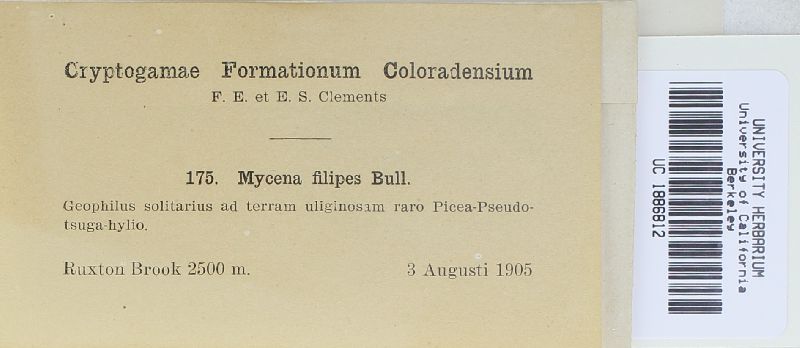 Cryptogamae Formationum Coloradensium
F. E. et E. S. Clements
175. Mycena filipes Bull.
Geophilus solitarius ad terram uliginosam raro Picea-Pseudo-
tsuga-hylio.
Ruxton Brook 2500 m. 3 Augusti 1905
UNIVERSITY HERBARIUM
University of California
Berkeley
UC 1886812